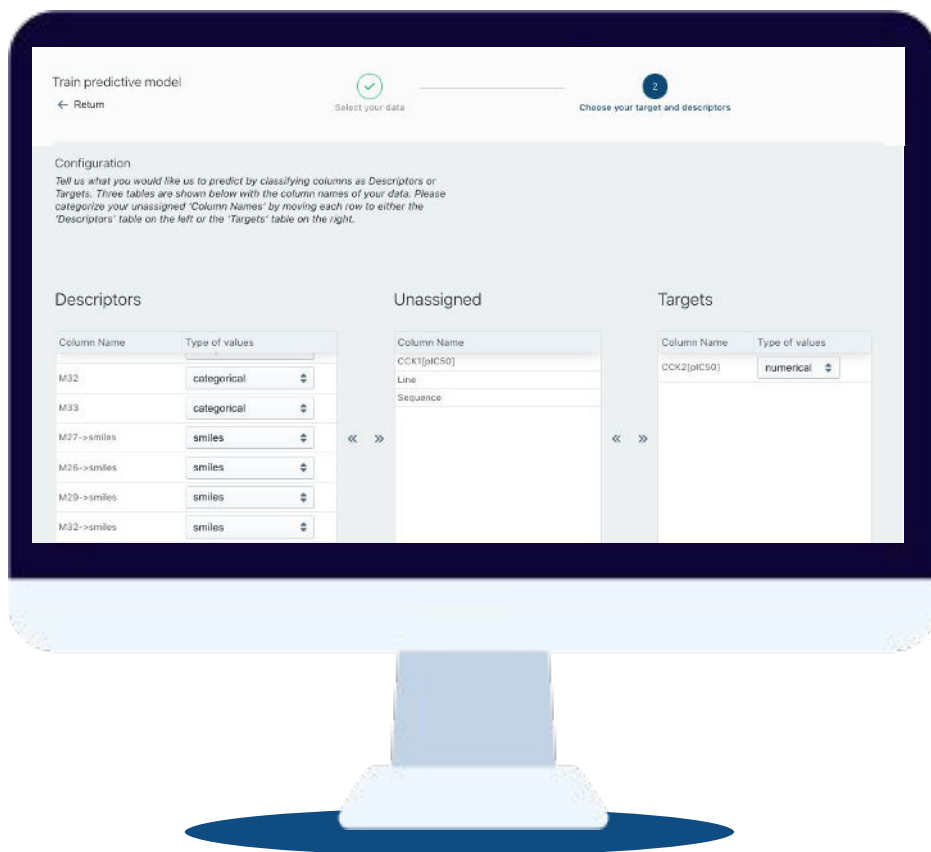 Train predictive model
← Return
Select your data
2
Choose your target and descriptors
Configuration
Tell us what you would like us to predict by classifying columns as Descriptors or
Targets. Three tables are shown below with the column names of your data. Please
categorize your unassigned 'Column Names' by moving each row to either the
'Descriptors' table on the left or the 'Targets' table on the right.
Descriptors
Column Name Type of values
M32 categorical
M33 categorical
M27->smiles smiles
M26->smiles smiles
M29->smiles smiles
M32->smiles smiles
« »
Unassigned
Column Name
CCK1[pIC50]
Line
Sequence
« »
Targets
Column Name Type of values
CCK2[pIC50] numerical